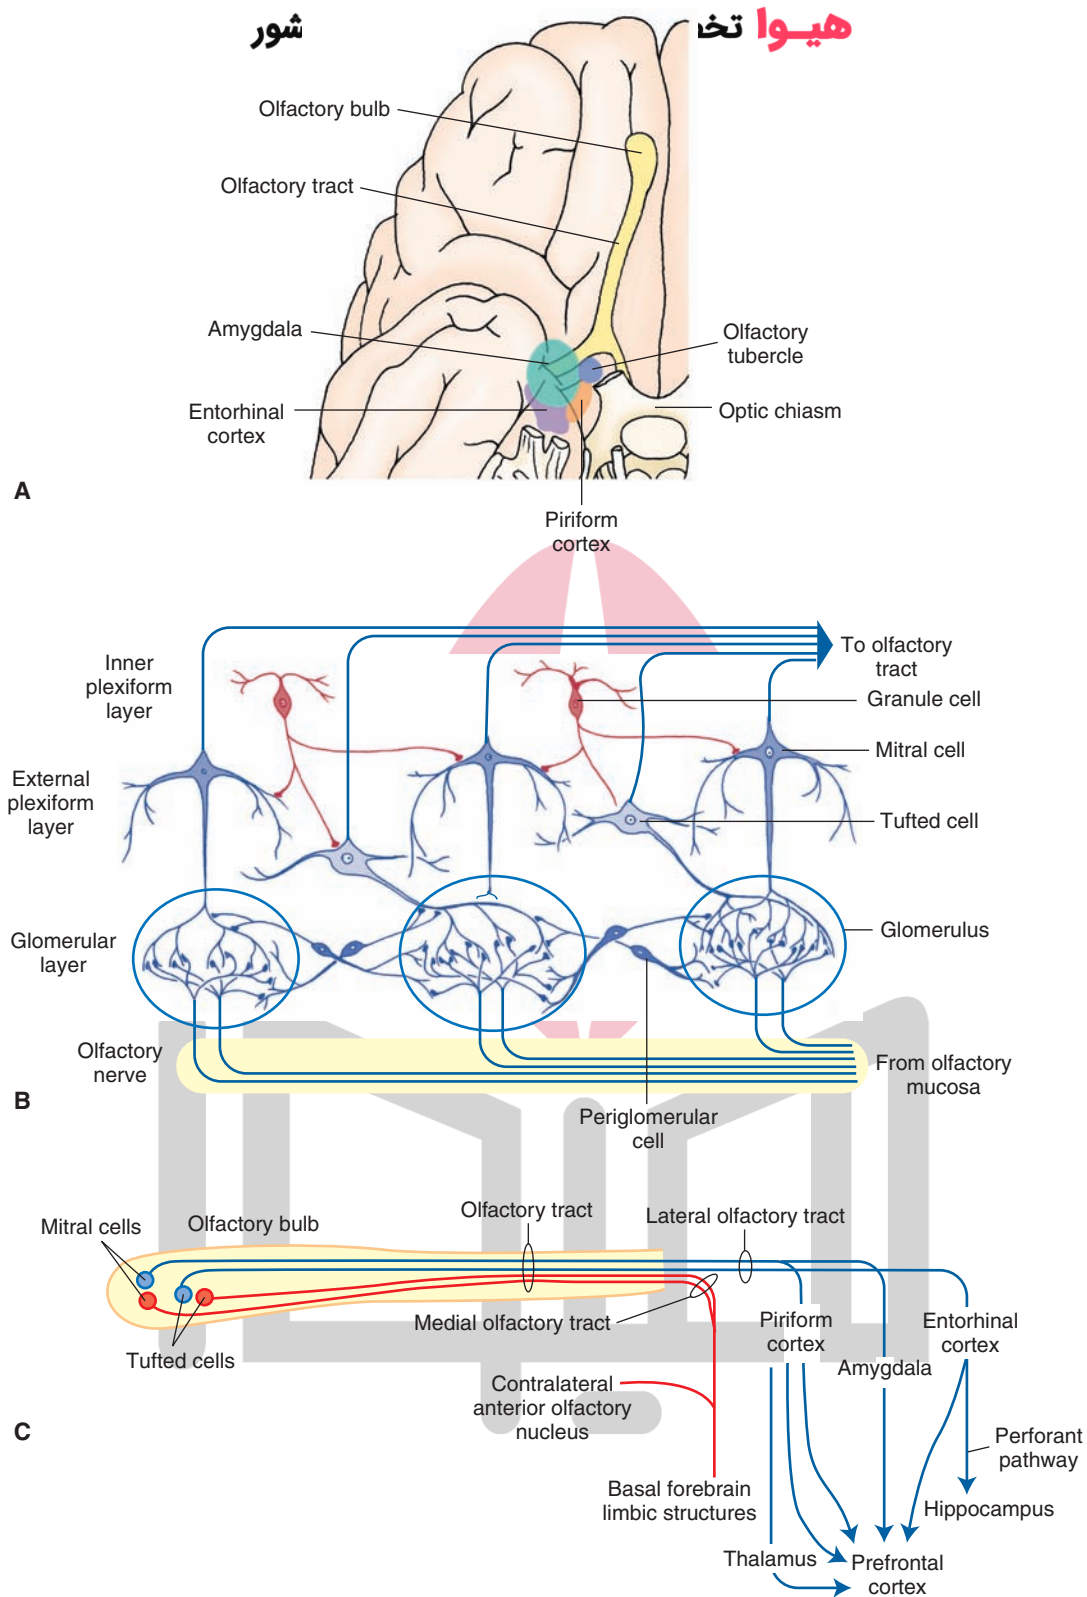 هیوا تخ
شور
Olfactory bulb
Olfactory tract
Amygdala
Olfactory
tubercle
Entorhinal
cortex
Optic chiasm
A
Piriform
cortex
To olfactory
tract
Inner
plexiform
layer
Granule cell
Mitral cell
External
plexiform
layer
Tufted cell
Glomerular
layer
Glomerulus
Olfactory
nerve
From olfactory
mucosa
B
Periglomerular
cell
Mitral cells
Olfactory bulb
Olfactory tract
Lateral olfactory tract
Medial olfactory tract
Tufted cells
Piriform
cortex
Entorhinal
cortex
Amygdala
Contralateral
anterior olfactory
nucleus
C
Perforant
pathway
Basal forebrain
limbic structures
Hippocampus
Thalamus
Prefrontal
cortex